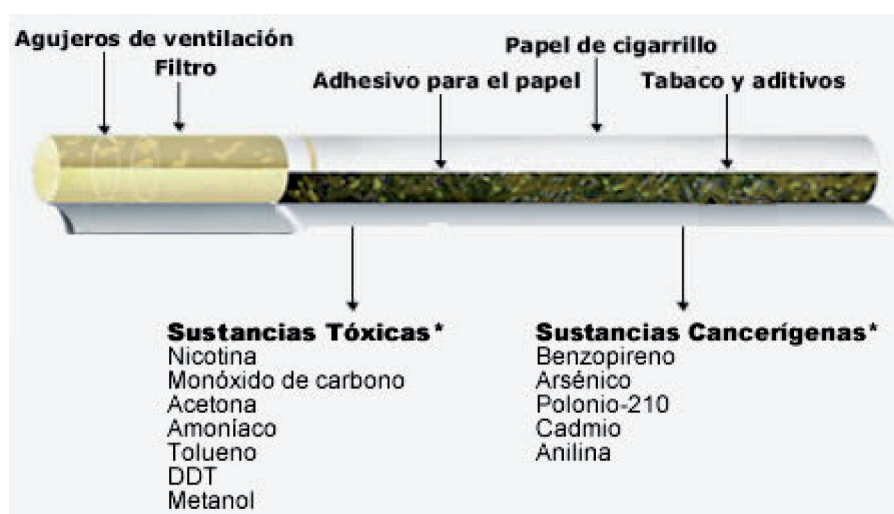 Agujeros de ventilación
Filtro
Adhesivo para el papel
Papel de cigarrillo
Tabaco y aditivos
Sustancias Tóxicas*
Nicotina
Monóxido de carbono
Acetona
Amoníaco
Tolueno
DDT
Metanol
Sustancias Cancerígenas*
Benzopireno
Arsénico
Polonio-210
Cadmio
Anilina